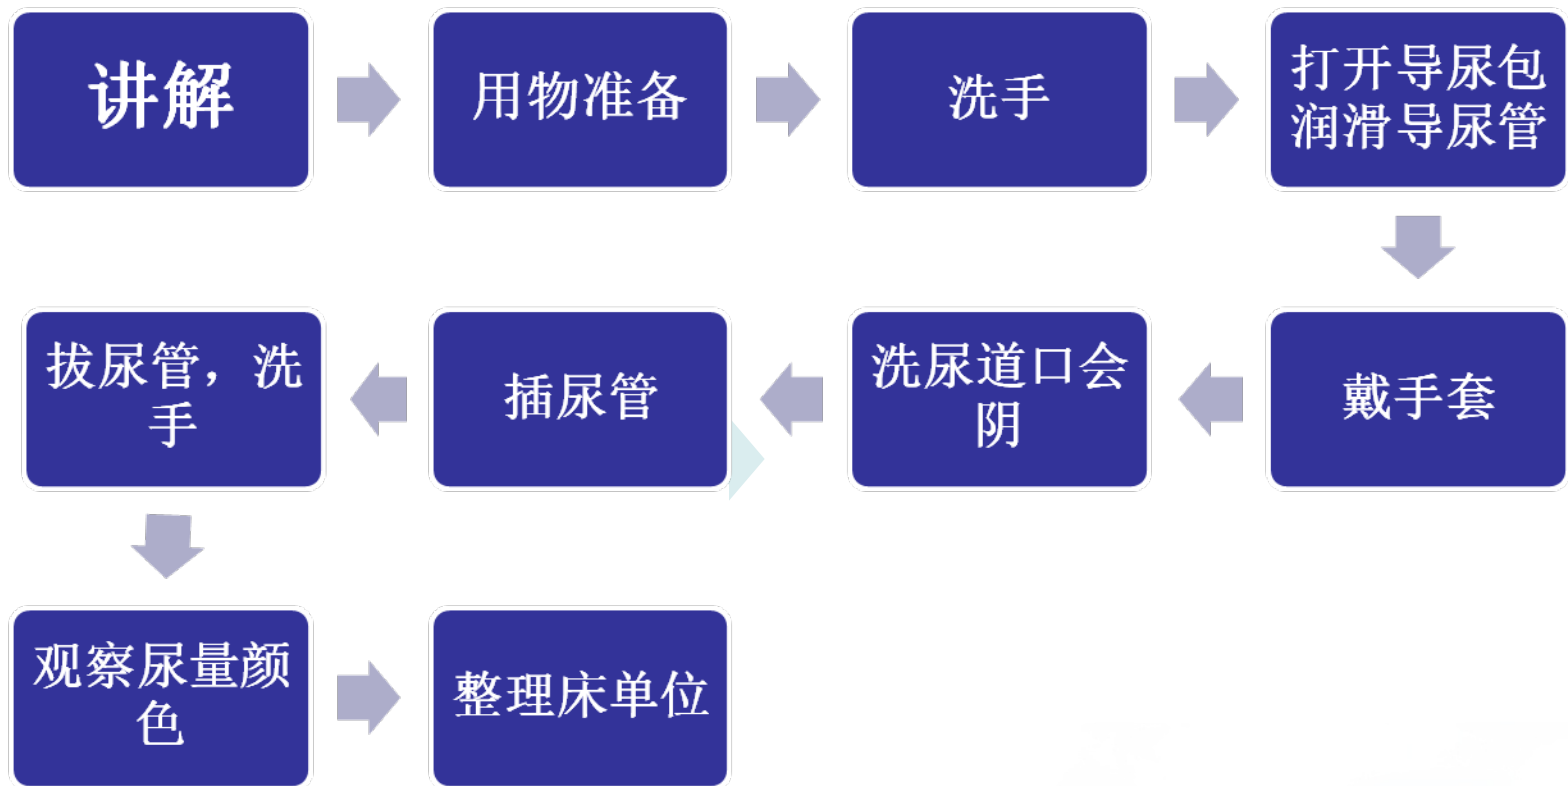 讲解
用物准备
洗手
打开导尿包
润滑导尿管
戴手套
洗尿道口会
阴
插尿管
拔尿管，洗
手
观察尿量颜
色
整理床单位